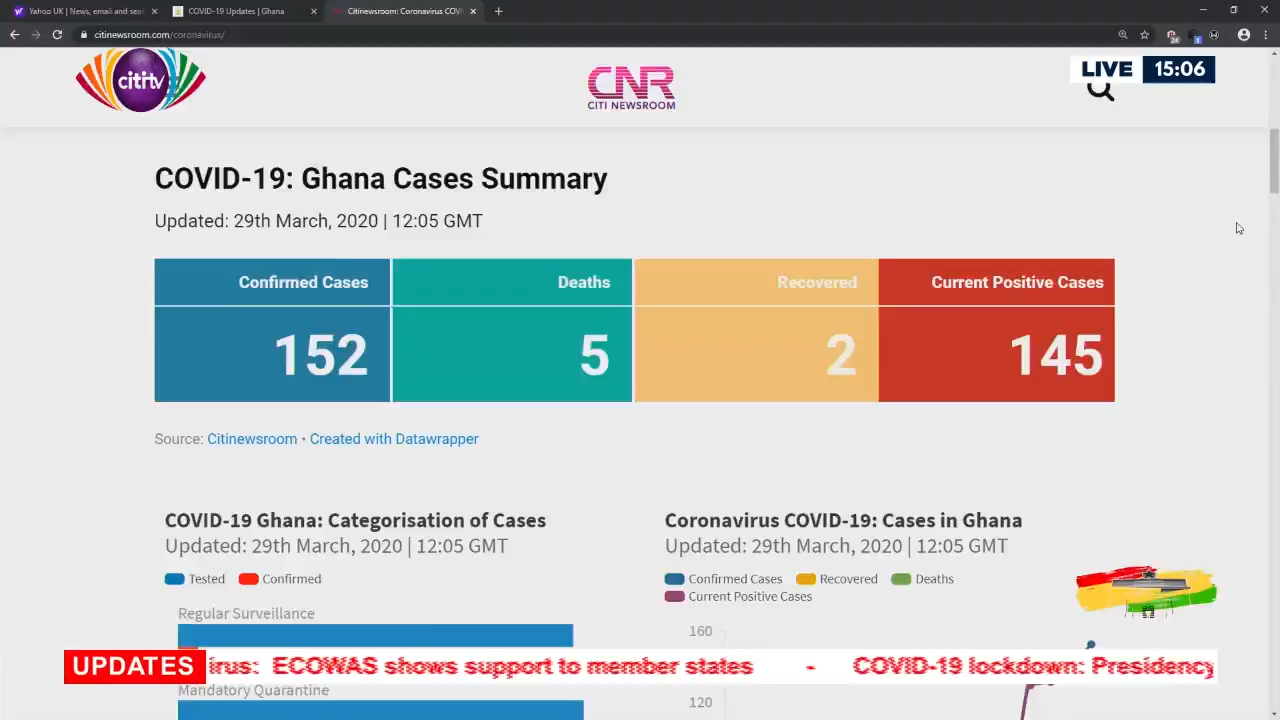 Yahoo UK | News, email and sea
COVID-19 Updates | Ghana
Citinewsroom: Coronavirus COVI
citinewsroom.com/coronavirus/
cititv
CNR
CITI NEWSROOM
LIVE 15:06
COVID-19: Ghana Cases Summary
Updated: 29th March, 2020 | 12:05 GMT
Confirmed Cases Deaths Recovered Current Positive Cases
152 5 2 145
Source: Citinewsroom • Created with Datawrapper
COVID-19 Ghana: Categorisation of Cases
Updated: 29th March, 2020 | 12:05 GMT
Tested Confirmed
Regular Surveillance
Mandatory Quarantine
Coronavirus COVID-19: Cases in Ghana
Updated: 29th March, 2020 | 12:05 GMT
Confirmed Cases Recovered Deaths
Current Positive Cases
160
120
UPDATES irus: ECOWAS shows support to member states - COVID-19 lockdown: Presidency